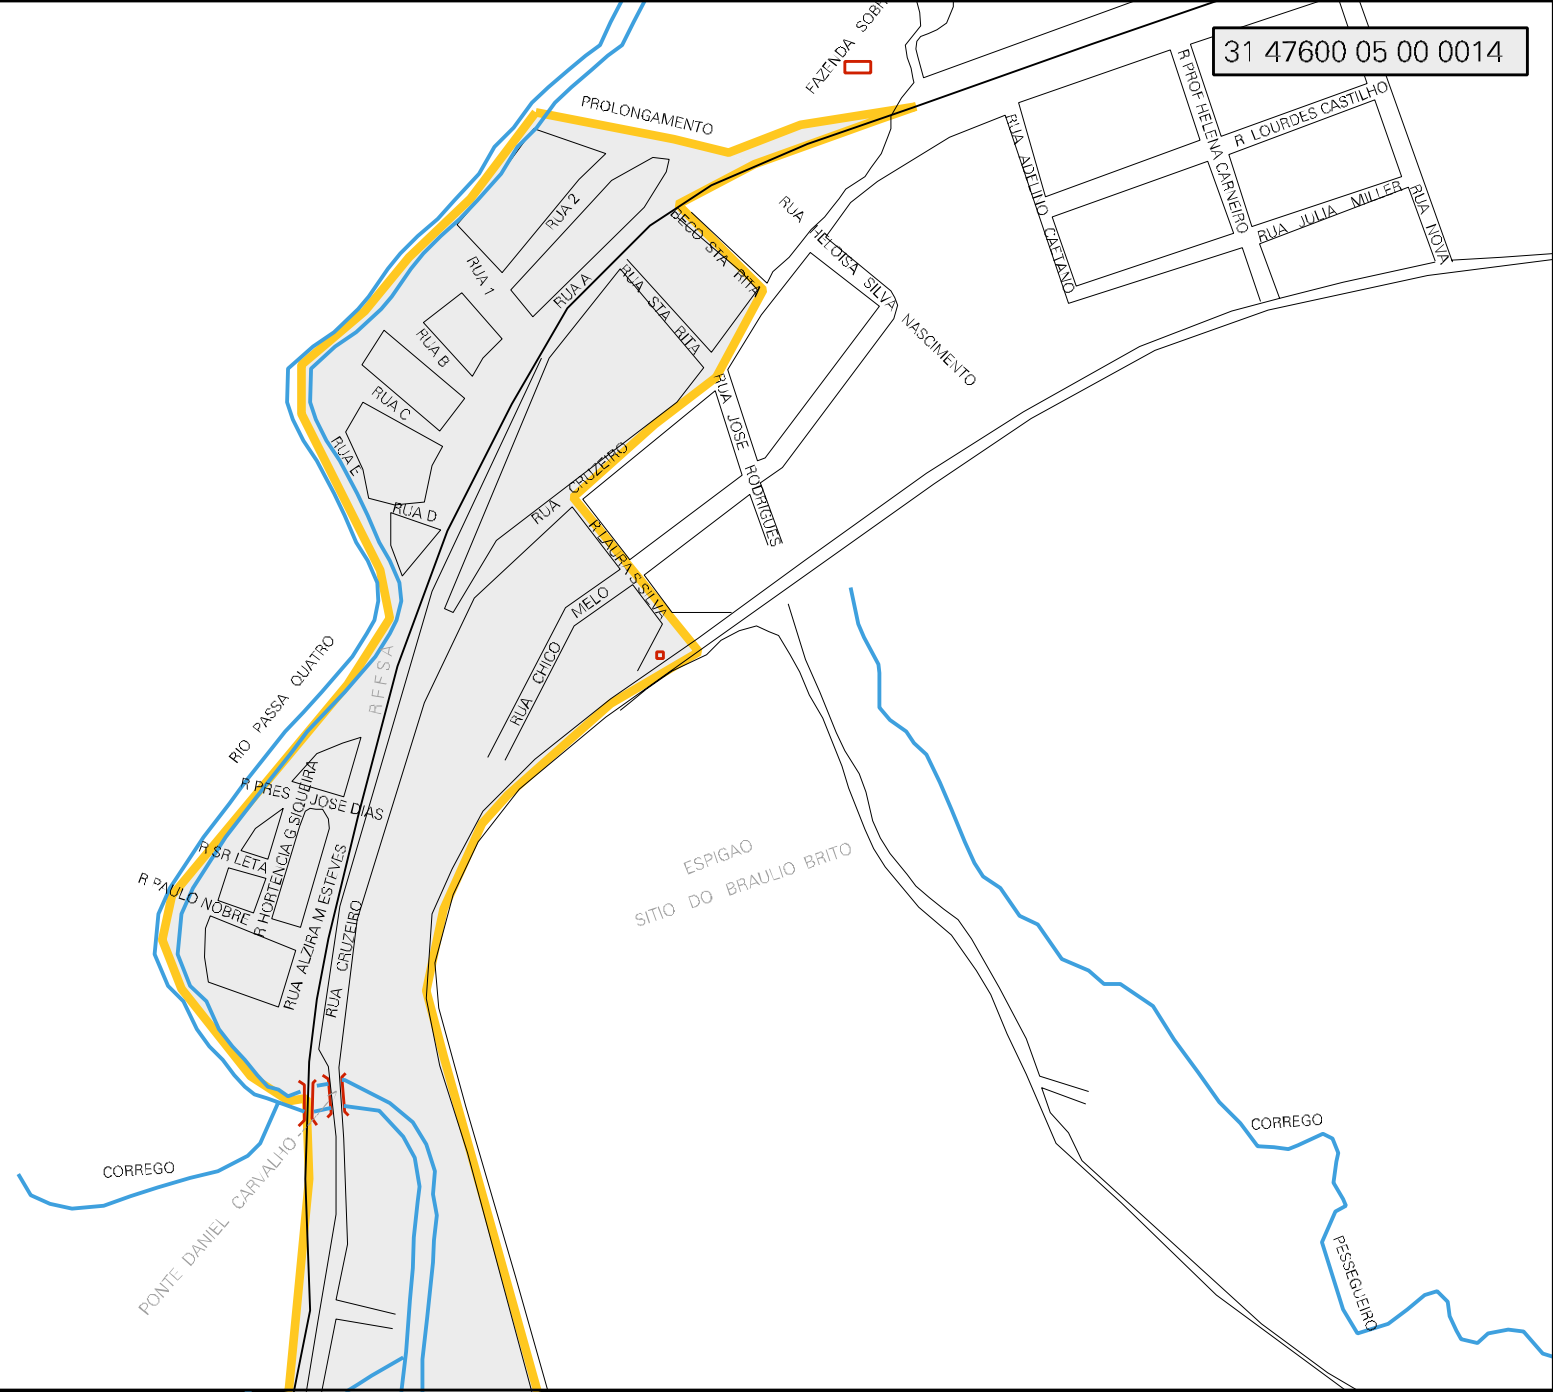 FAZENDA SOBR
31 47600 05 00 0014
PROLONGAMENTO
R PROF HELENA CARNEIRO
R LOURDES CASTILHO
RUA ADELINO CAETANO
RUA JULIA MILLER
RUA NOVA
RUA 2
BECO STA RITA
RUA HELOISA SILVA NASCIMENTO
RUA 1
RUA A
RUA STA RITA
RUA B
RUA C
RUA JOSE RODRIGUES
RUA E
RUA CRUZEIRO
RUA D
R LAURA S SILVA
RUA CHICO MELO
RIO PASSA QUATRO
RFFSA
R PRES JOSE DIAS
R HORTENCIA G SIQUEIRA
R SR LETA
R PAULO NOBRE
RUA ALZIRA M ESTEVES
RUA CRUZEIRO
ESPIGAO
SITIO DO BRAULIO BRITO
CORREGO
PONTE DANIEL CARVALHO
CORREGO
PESSEGUEIRO